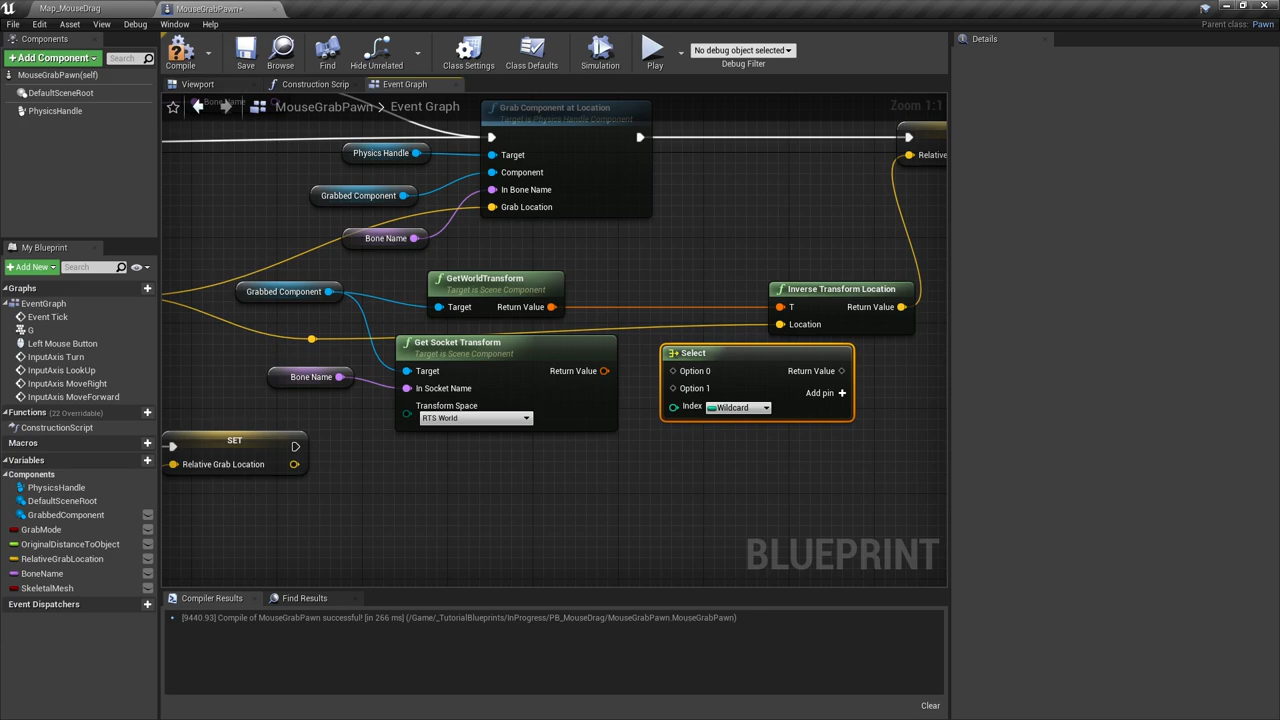 Map_MouseDrag
MouseGrabPawn*
File
Edit
Asset
View
Debug
Window
Help
Parent class: Pawn
Components
+ Add Component
Search
MouseGrabPawn(self)
DefaultSceneRoot
PhysicsHandle
Compile
Save
Browse
Find
Hide Unrelated
Class Settings
Class Defaults
Simulation
Play
No debug object selected
Debug Filter
Details
Viewport
Construction Scrip
Event Graph
MouseGrabPawn > Event Graph
Zoom 1:1
Bone Name
Grab Component at Location
Target is Physics Handle Component
Target
Component
In Bone Name
Grab Location
Physics Handle
Grabbed Component
Bone Name
Relative
Grabbed Component
GetWorldTransform
Target is Scene Component
Target
Return Value
Inverse Transform Location
T
Return Value
Location
Get Socket Transform
Target is Scene Component
Target
Return Value
In Socket Name
Transform Space
RTS World
Bone Name
Select
Option 0
Return Value
Option 1
Add pin +
Index
Wildcard
SET
Relative Grab Location
BLUEPRINT
My Blueprint
+ Add New
Search
Graphs
EventGraph
Event Tick
G
Left Mouse Button
InputAxis Turn
InputAxis LookUp
InputAxis MoveRight
InputAxis MoveForward
Functions (22 Overridable)
ConstructionScript
Macros
Variables
Components
PhysicsHandle
DefaultSceneRoot
GrabbedComponent
GrabMode
OriginalDistanceToObject
RelativeGrabLocation
BoneName
SkeletalMesh
Event Dispatchers
Compiler Results
Find Results
[9440.93] Compile of MouseGrabPawn successful! [in 266 ms] (/Game/_TutorialBlueprints/InProgress/PB_MouseDrag/MouseGrabPawn.MouseGrabPawn)
Clear